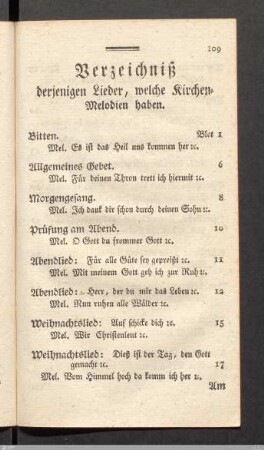 209
Verzeichniß
derjenigen Lieder, welche Kirchen-
Melodien haben.
Bitten. 1
Mel. Es ist das Heil uns kommen her ꝛc.
Allgemeines Gebet. 6
Mel. Für deinen Thron trett ich hiermit ꝛc.
Morgengesang. 8
Mel. Ich dank dir schon durch deinen Sohn ꝛc.
Prüfung am Abend. 10
Mel. O Gott du frommer Gott ꝛc.
Abendlied: Für alle Güte sey gepreißt ꝛc. 11
Mel. Mit meinem Gott geh ich zur Ruh ꝛc.
Abendlied: Herr, der du mir das Leben ꝛc. 12
Mel. Nun ruhen alle Wälder ꝛc.
Weihnachtslied: Auf schicke dich ꝛc. 15
Mel. Wir Christenleut ꝛc.
Weihnachtslied: Dieß ist der Tag, den Gott
gemacht ꝛc. 17
Mel. Vom Himmel hoch da komm ich her ꝛc.
Am